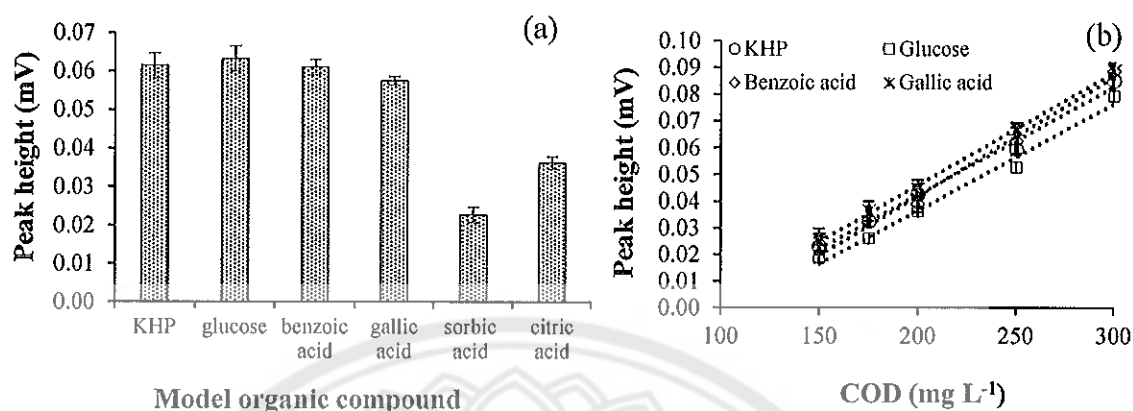 (a)
Peak height (mV)
0.07
0.06
0.05
0.04
0.03
0.02
0.01
0.00
KHP
glucose
benzoic acid
gallic acid
sorbic acid
citric acid
Model organic compound
(b)
Peak height (mV)
0.10
0.09
0.08
0.07
0.06
0.05
0.04
0.03
0.02
0.01
0.00
KHP
Glucose
Benzoic acid
Gallic acid
100
150
200
250
300
COD (mg L⁻¹)